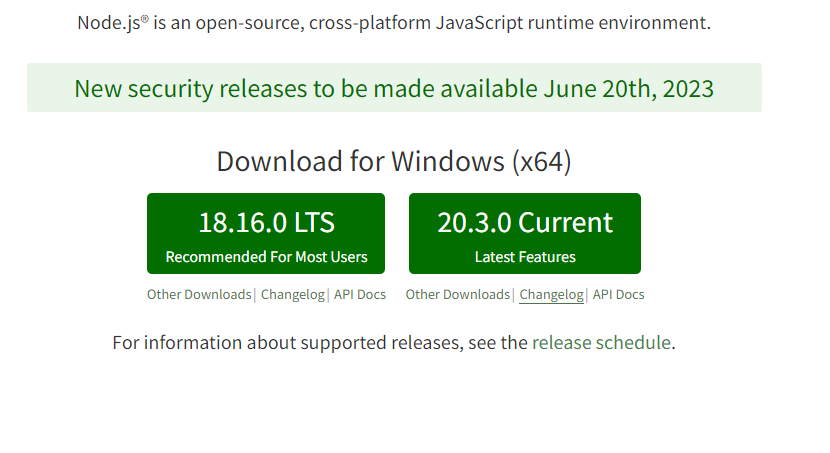 Node.js® is an open-source, cross-platform JavaScript runtime environment.
New security releases to be made available June 20th, 2023
Download for Windows (x64)
18.16.0 LTS
Recommended For Most Users
20.3.0 Current
Latest Features
Other Downloads | Changelog | API Docs
Other Downloads | Changelog | API Docs
For information about supported releases, see the release schedule.